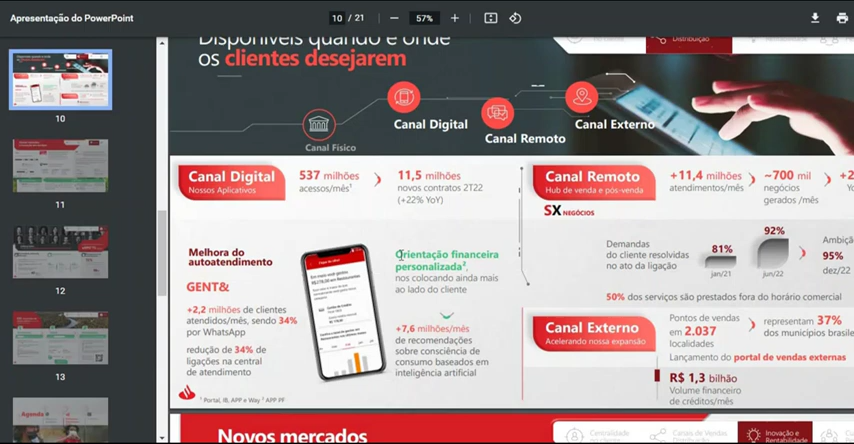 Apresentação do PowerPoint
10 / 21
57%
Disponíveis quando e onde
os clientes desejarem
Distribuição
Canal Físico
Canal Digital
Canal Remoto
Canal Externo
10
11
12
13
Canal Digital
Nossos Aplicativos
537 milhões
acessos/mês¹
11,5 milhões
novos contratos 2T22
(+22% YoY)
Melhora do
autoatendimento
GENT&
+2,2 milhões de clientes
atendidos/mês, sendo 34%
por WhatsApp
redução de 34% de
ligações na central
de atendimento
Orientação financeira
personalizada²,
nos colocando ainda mais
ao lado do cliente
+7,6 milhões/mês
de recomendações
sobre consciência de
consumo baseados em
inteligência artificial
¹ Portal, IB, APP e Way ² APP PF
Canal Remoto
Hub de venda e pós-venda
SX NEGÓCIOS
+11,4 milhões
atendimentos/mês
~700 mil
negócios
gerados /mês
+2
Demandas
do cliente resolvidas
no ato da ligação
81%
jan/21
92%
jun/22
Ambiçã
95%
dez/22
50% dos serviços são prestados fora do horário comercial
Canal Externo
Acelerando nossa expansão
Pontos de vendas
em 2.037
localidades
representam 37%
dos municípios brasile
Lançamento do portal de vendas externas
R$ 1,3 bilhão
Volume financeiro
de créditos/mês
Novos mercados
Centralidade
Canais de Vendas
Inovação e
Rentabilidade